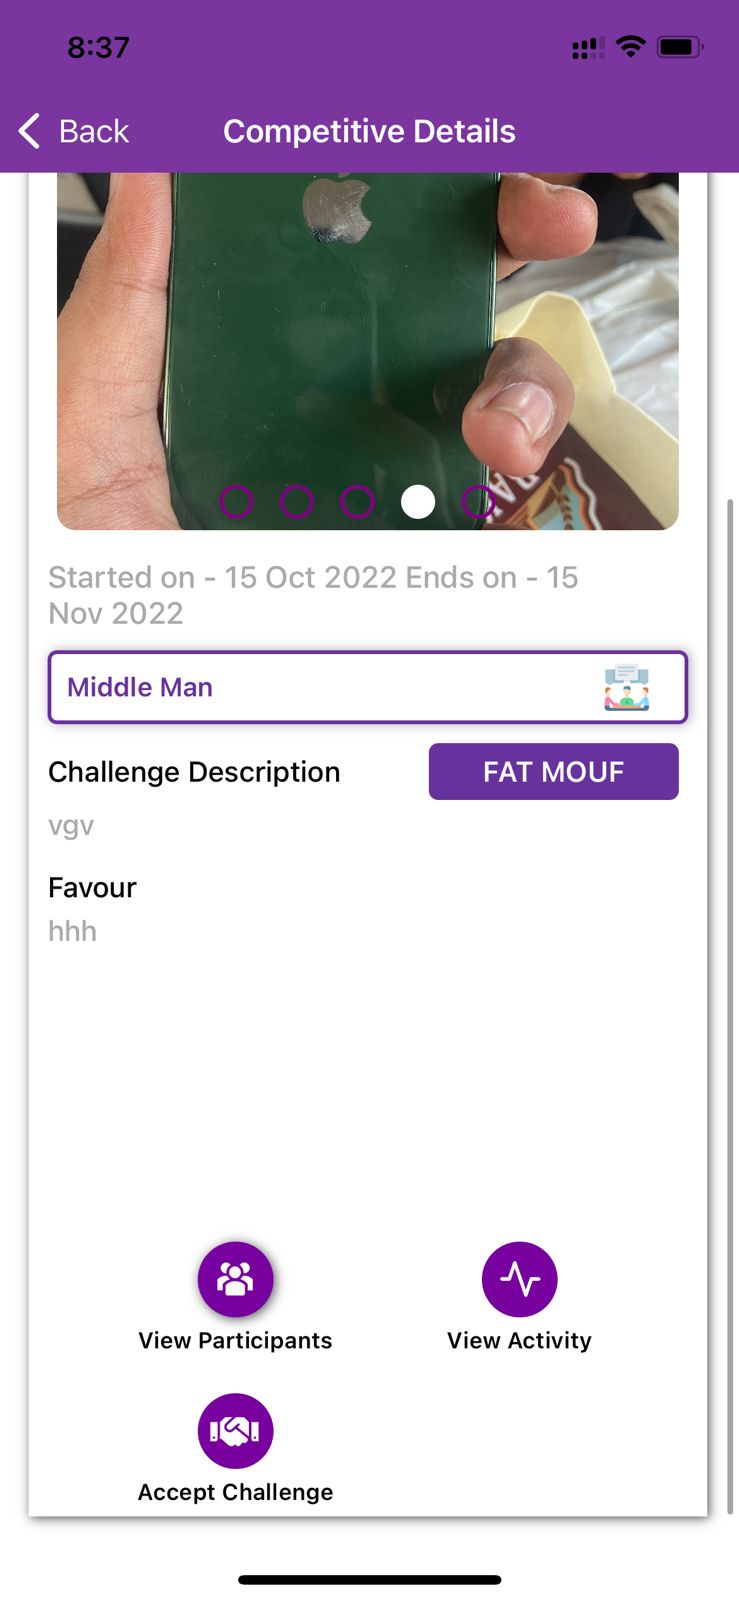 8:37
Back
Competitive Details
Started on - 15 Oct 2022 Ends on - 15
Nov 2022
Middle Man
Challenge Description
FAT MOUF
vgv
Favour
hhh
View Participants
View Activity
Accept Challenge